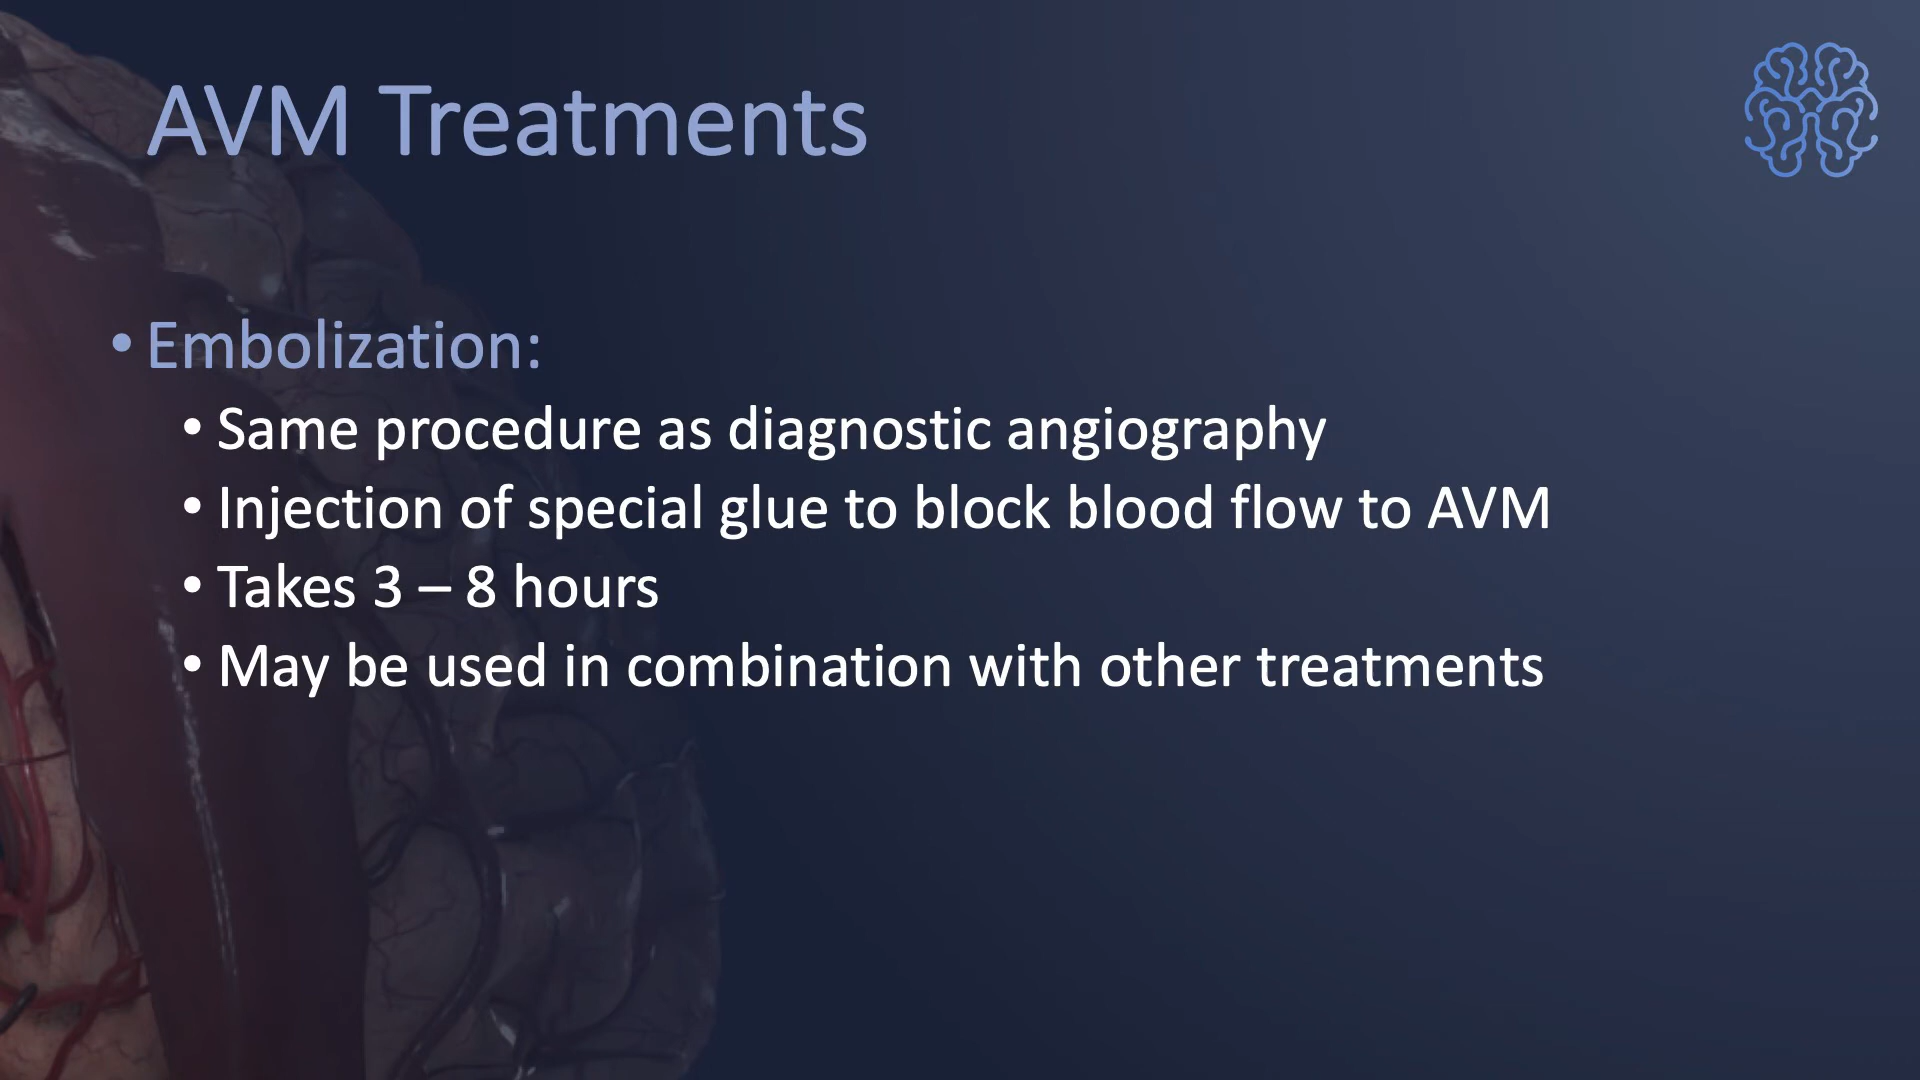 AVM Treatments
• Embolization:
• Same procedure as diagnostic angiography
• Injection of special glue to block blood flow to AVM
• Takes 3 – 8 hours
• May be used in combination with other treatments